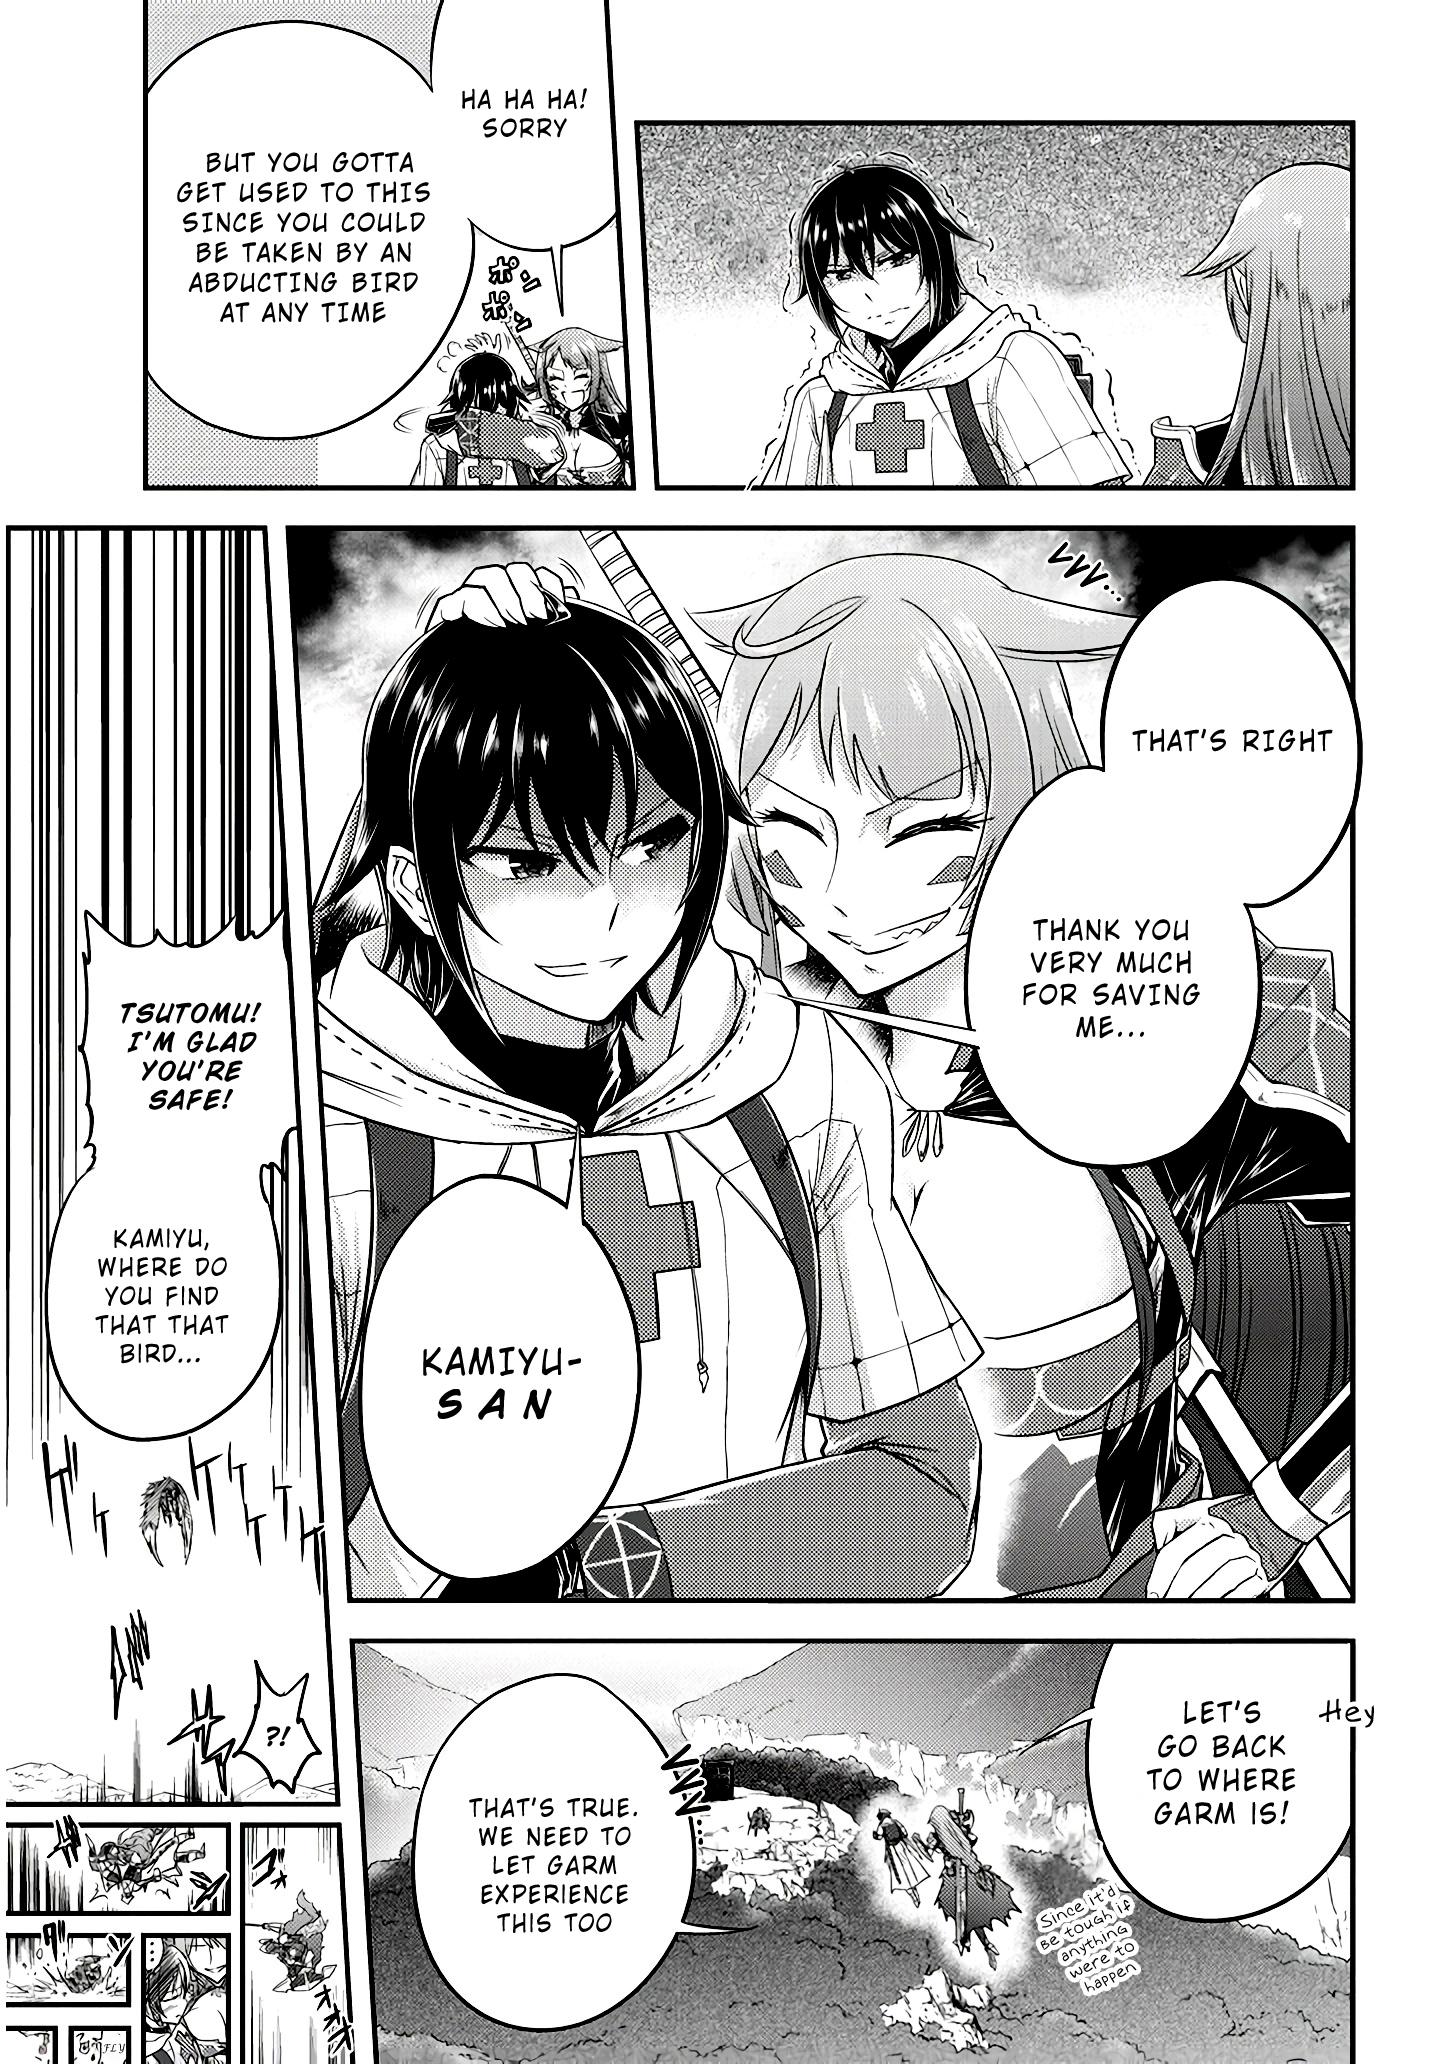 HA HA HA!
SORRY
BUT YOU GOTTA
GET USED TO THIS
SINCE YOU COULD
BE TAKEN BY AN
ABDUCTING BIRD
AT ANY TIME
ポン
ポン
THAT'S RIGHT
THANK YOU
VERY MUCH
FOR SAVING
ME...
KAMIYU-
SAN
TSUTOMU!
I'M GLAD
YOU'RE
SAFE!
KAMIYU,
WHERE DO
YOU FIND
THAT THAT
BIRD...
?!
LET'S
GO BACK
TO WHERE
GARM IS!
Hey
THAT'S TRUE.
WE NEED TO
LET GARM
EXPERIENCE
THIS TOO
Since it'd
be tough if
anything
were to
happen
FLY